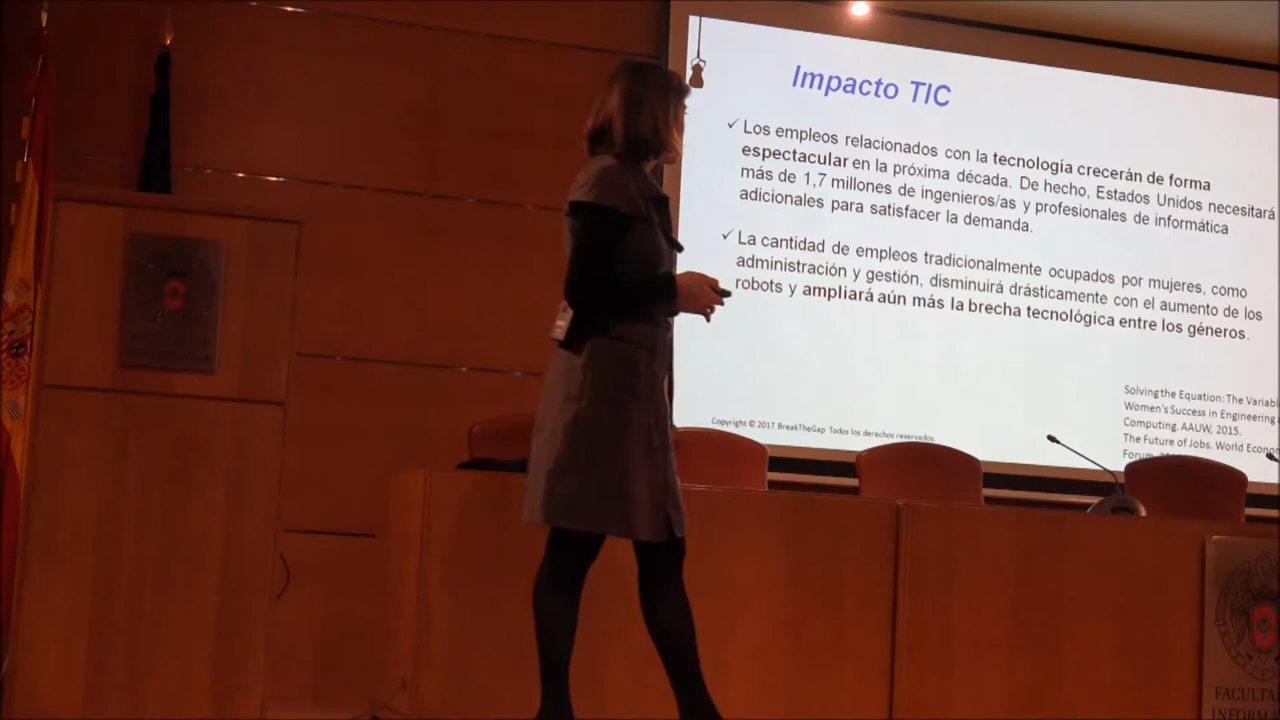 Impacto TIC
✓ Los empleos relacionados con la tecnología crecerán de forma
espectacular en la próxima década. De hecho, Estados Unidos necesitará
más de 1,7 millones de ingenieros/as y profesionales de informática
adicionales para satisfacer la demanda.
✓ La cantidad de empleos tradicionalmente ocupados por mujeres, como
administración y gestión, disminuirá drásticamente con el aumento de los
robots y ampliará aún más la brecha tecnológica entre los géneros.
Solving the Equation: The Variabl
Women's Success in Engineering
Computing. AAUW, 2015.
The Future of Jobs. World Econo
Forum,
Copyright © 2017 BreakTheGap Todos los derechos reservados.
FACULTA
INFORM